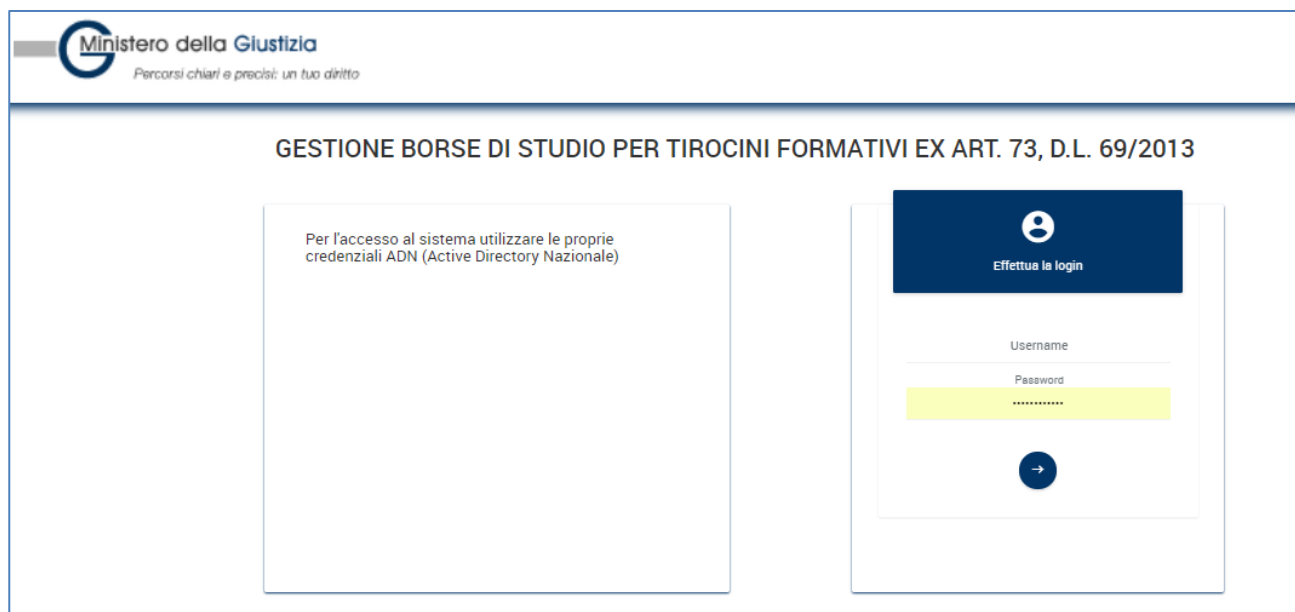 Ministero della Giustizia
Percorsi chiari e precisi: un tuo diritto
GESTIONE BORSE DI STUDIO PER TIROCINI FORMATIVI EX ART. 73, D.L. 69/2013
Per l'accesso al sistema utilizzare le proprie
credenziali ADN (Active Directory Nazionale)
Effettua la login
Username
Password
••••••••••••